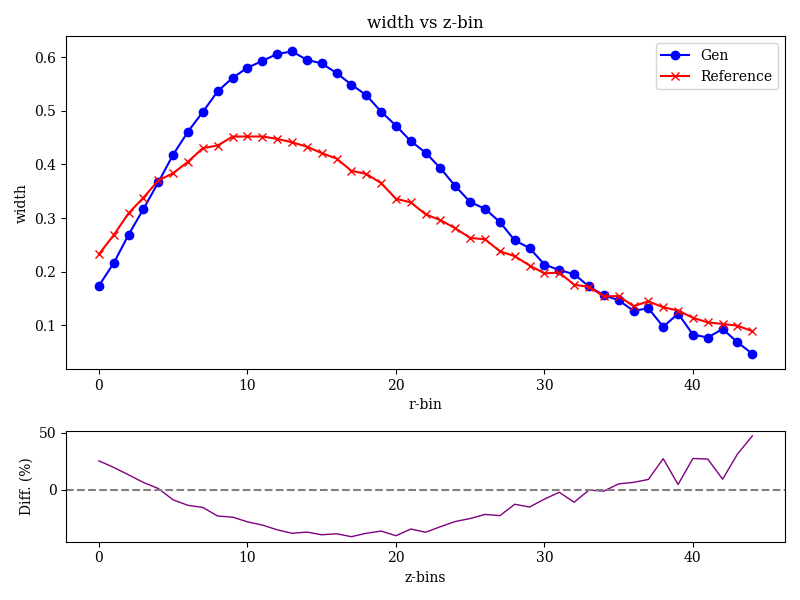 width vs z-bin
Gen
Reference
width
0.6
0.5
0.4
0.3
0.2
0.1
0 10 20 30 40
r-bin
Diff. (%)
50
0
0 10 20 30 40
z-bins